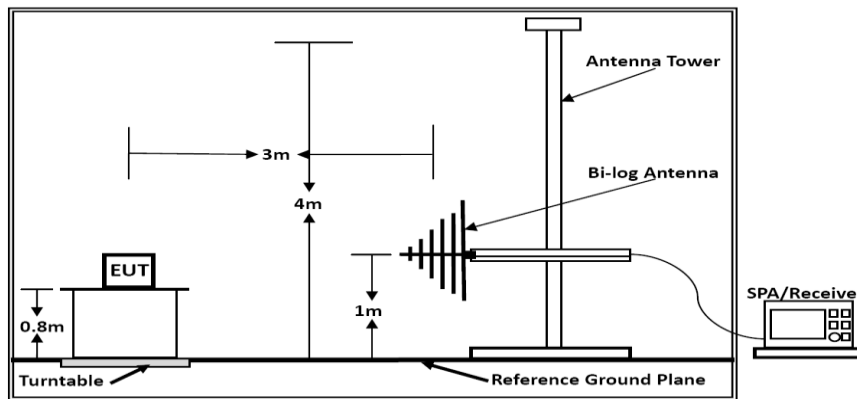 Antenna Tower
3m
Bi-log Antenna
4m
EUT
1m
0.8m
SPA/Receive
Turntable
Reference Ground Plane